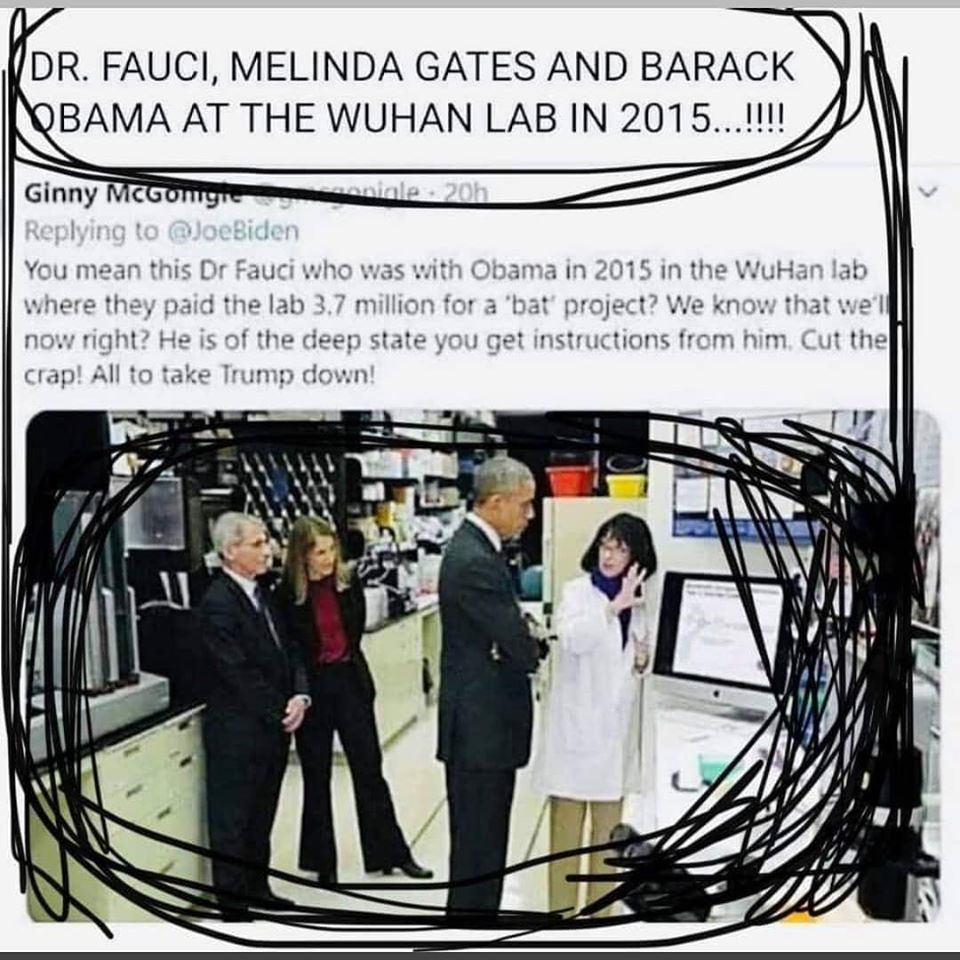 DR. FAUCI, MELINDA GATES AND BARACK
OBAMA AT THE WUHAN LAB IN 2015...!!!!
Ginny McGonigle @gmcgonigle · 20h
Replying to @JoeBiden
You mean this Dr Fauci who was with Obama in 2015 in the WuHan lab
where they paid the lab 3.7 million for a 'bat' project? We know that we'll
now right? He is of the deep state you get instructions from him. Cut the
crap! All to take Trump down!